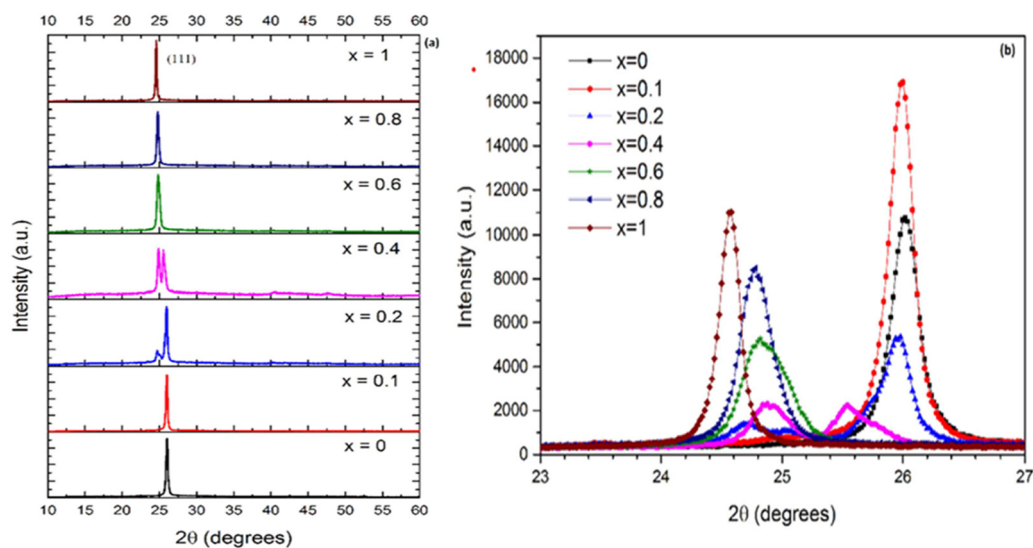 10 15 20 25 30 35 40 45 50 55 60
(a)
(111)
x = 1
x = 0.8
x = 0.6
x = 0.4
x = 0.2
x = 0.1
x = 0
Intensity (a.u.)
10 15 20 25 30 35 40 45 50 55 60
2θ (degrees)
(b)
18000
16000
14000
12000
10000
8000
6000
4000
2000
0
Intensity (a.u.)
x=0
x=0.1
x=0.2
x=0.4
x=0.6
x=0.8
x=1
23 24 25 26 27
2θ (degrees)